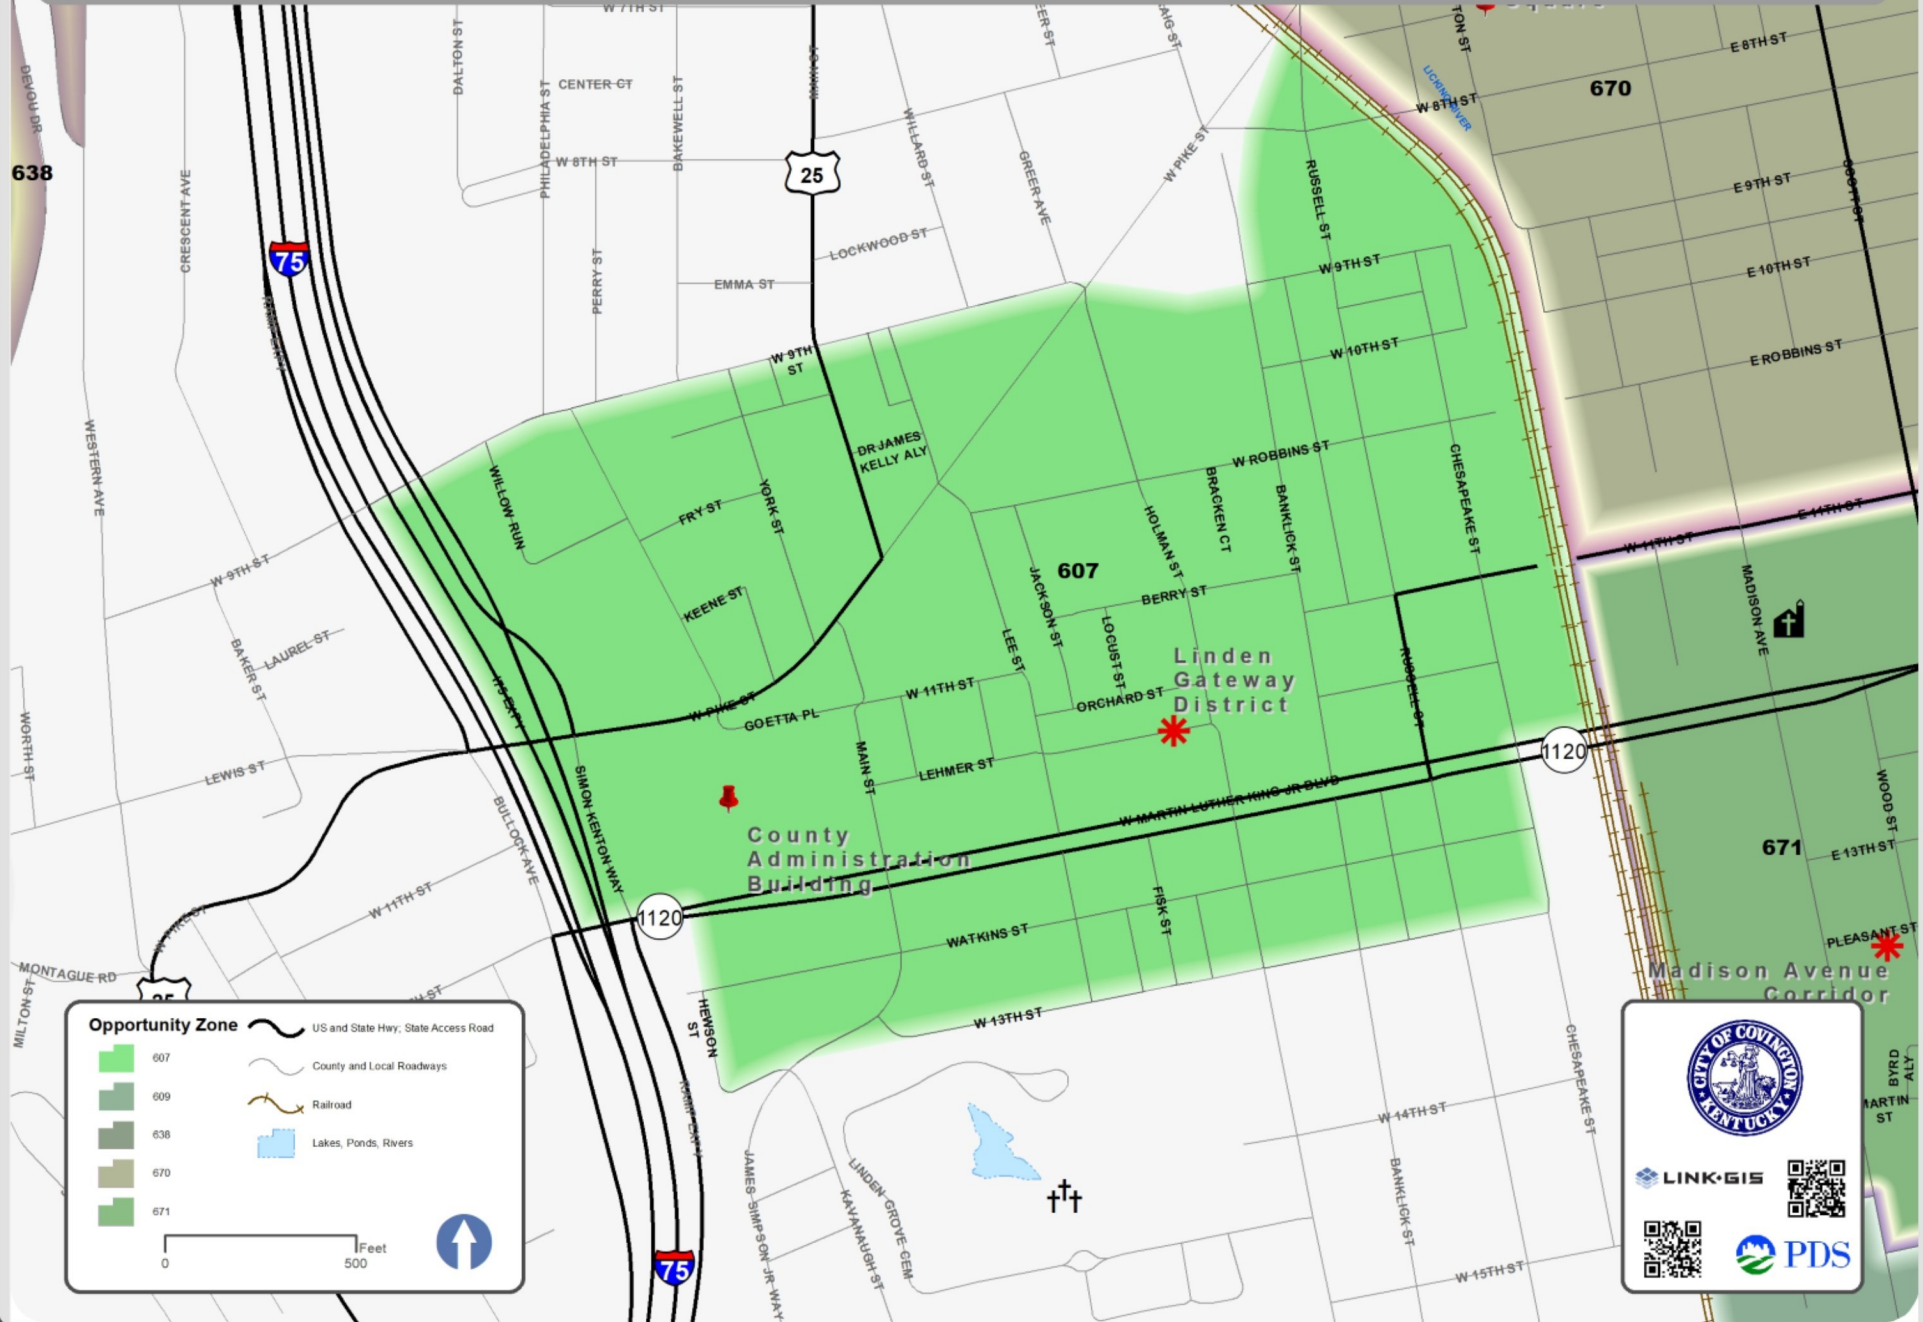 W 7TH ST
DALTON ST
CENTER CT
PHILADELPHIA ST
BAKEWELL ST
MAIN ST
W 8TH ST
25
WILLARD ST
GREER AVE
W PIKE ST
LOCKWOOD ST
EMMA ST
PERRY ST
DEVOU DR
638
CRESCENT AVE
75
WESTERN AVE
LICKING RIVER
W 8TH ST
E 8TH ST
670
SCOTT ST
E 9TH ST
E 10TH ST
E ROBBINS ST
RUSSELL ST
W 9TH ST
W 10TH ST
W 9TH
ST
DR JAMES
KELLY ALY
W ROBBINS ST
BRACKEN CT
BANKLICK ST
CHESAPEAKE ST
HOLMAN ST
WILLOW RUN
FRY ST
YORK ST
E 11TH ST
W 11TH ST
W 9TH ST
607
JACKSON ST
BERRY ST
LOCUST ST
LEE ST
KEENE ST
MADISON AVE
LAUREL ST
BAKER ST
Linden
Gateway
District
RUSSELL ST
W 11TH ST
ORCHARD ST
W PIKE ST
GOETTA PL
I-75 EXPY
WORTH ST
LEWIS ST
MAIN ST
LEHMER ST
1120
W MARTIN LUTHER KING JR BLVD
SIMON KENTON WAY
BULLOCK AVE
County
Administration
Building
WOOD ST
671
E 13TH ST
W 11TH ST
W PIKE ST
1120
FISK ST
WATKINS ST
PLEASANT ST
MONTAGUE RD
MILTON ST
25
Madison Avenue
Corridor
HEWSON
ST
W 13TH ST
CHESAPEAKE ST
BYRD
ALY
MARTIN
ST
W 14TH ST
JAMES SIMPSON JR WAY
KAVANAUGH ST
LINDEN GROVE CEM
BANKLICK ST
W 15TH ST
75
Opportunity Zone
607
609
638
670
671
US and State Hwy; State Access Road
County and Local Roadways
Railroad
Lakes, Ponds, Rivers
0 500 Feet
CITY OF COVINGTON
KENTUCKY
LINK-GIS
PDS